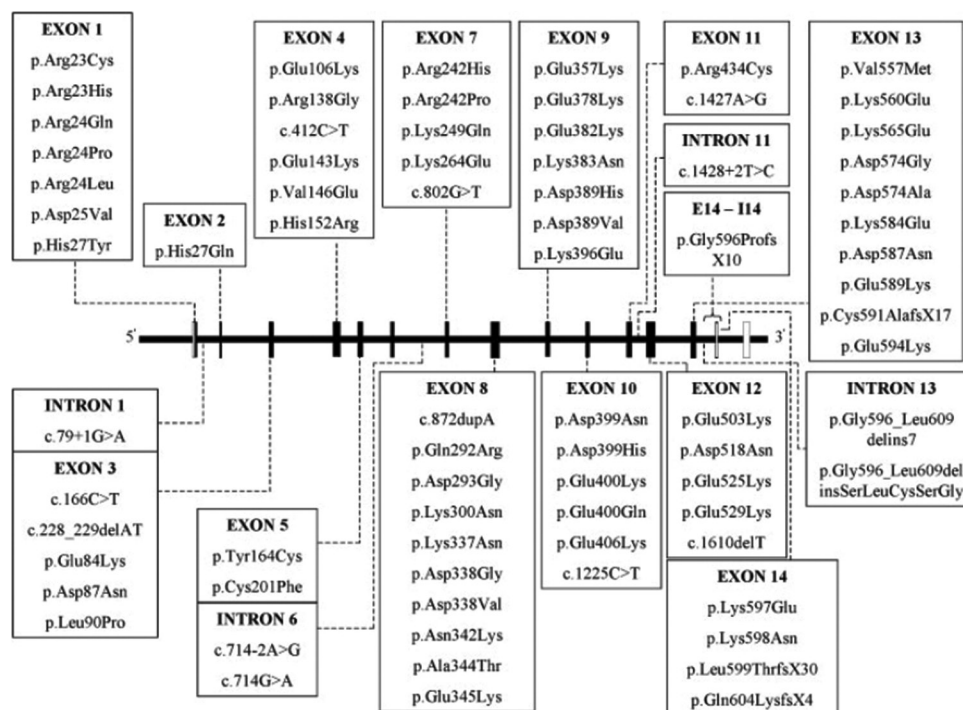 EXON 1
p.Arg23Cys
p.Arg23His
p.Arg24Gln
p.Arg24Pro
p.Arg24Leu
p.Asp25Val
p.His27Tyr
EXON 2
p.His27Gln
EXON 4
p.Glu106Lys
p.Arg138Gly
c.412C>T
p.Glu143Lys
p.Val146Glu
p.His152Arg
EXON 7
p.Arg242His
p.Arg242Pro
p.Lys249Gln
p.Lys264Glu
c.802G>T
EXON 9
p.Glu357Lys
p.Glu378Lys
p.Glu382Lys
p.Lys383Asn
p.Asp389His
p.Asp389Val
p.Lys396Glu
EXON 11
p.Arg434Cys
c.1427A>G
INTRON 11
c.1428+2T>C
E14 – I14
p.Gly596Profs
X10
EXON 13
p.Val557Met
p.Lys560Glu
p.Lys565Glu
p.Asp574Gly
p.Asp574Ala
p.Lys584Glu
p.Asp587Asn
p.Glu589Lys
p.Cys591AlafsX17
p.Glu594Lys
5'
3'
INTRON 1
c.79+1G>A
EXON 3
c.166C>T
c.228_229delAT
p.Glu84Lys
p.Asp87Asn
p.Leu90Pro
EXON 5
p.Tyr164Cys
p.Cys201Phe
INTRON 6
c.714-2A>G
c.714G>A
EXON 8
c.872dupA
p.Gln292Arg
p.Asp293Gly
p.Lys300Asn
p.Lys337Asn
p.Asp338Gly
p.Asp338Val
p.Asn342Lys
p.Ala344Thr
p.Glu345Lys
EXON 10
p.Asp399Asn
p.Asp399His
p.Glu400Lys
p.Glu400Gln
p.Glu406Lys
c.1225C>T
EXON 12
p.Glu503Lys
p.Asp518Asn
p.Glu525Lys
p.Glu529Lys
c.1610delT
EXON 14
p.Lys597Glu
p.Lys598Asn
p.Leu599ThrfsX30
p.Gln604LysfsX4
INTRON 13
p.Gly596_Leu609
delins7
p.Gly596_Leu609del
insSerLeuCysSerGly